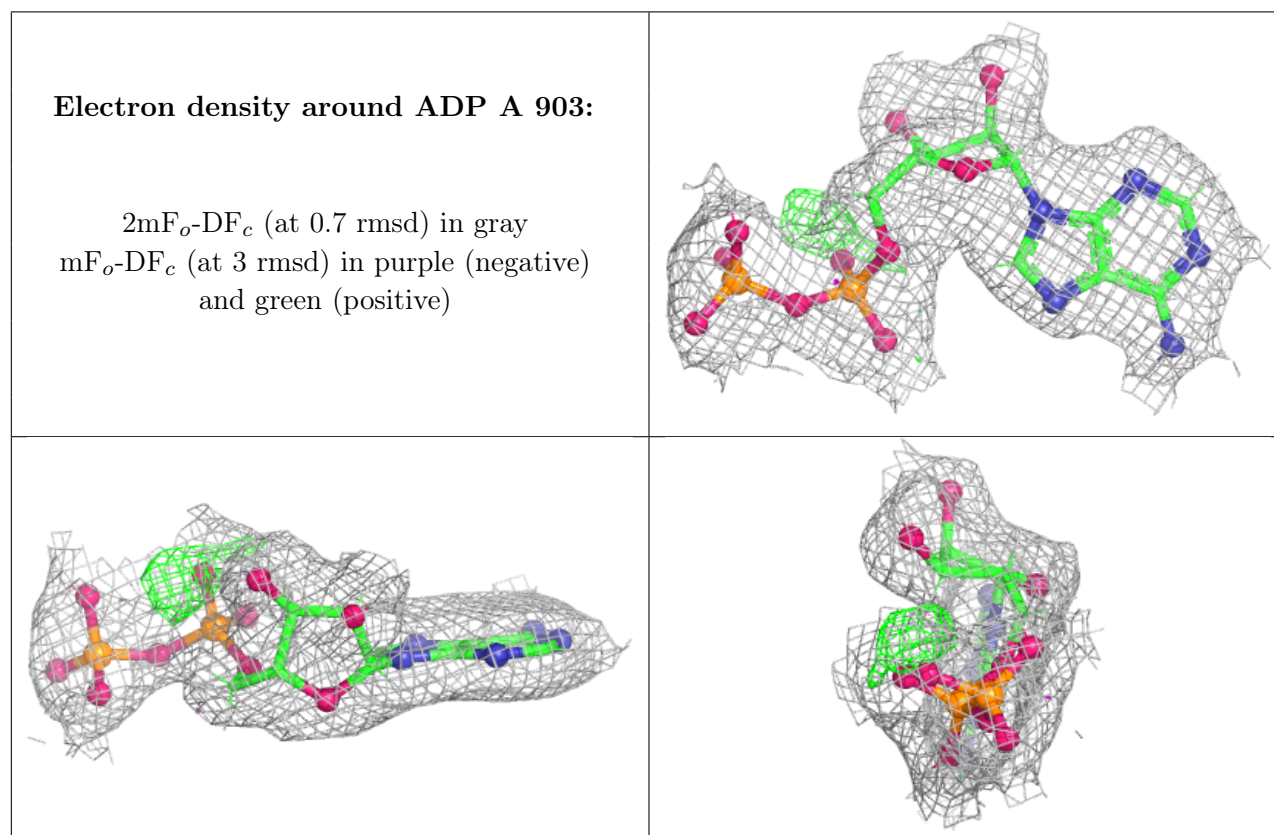 Electron density around ADP A 903:
2mFo-DFc (at 0.7 rmsd) in gray
mFo-DFc (at 3 rmsd) in purple (negative)
and green (positive)